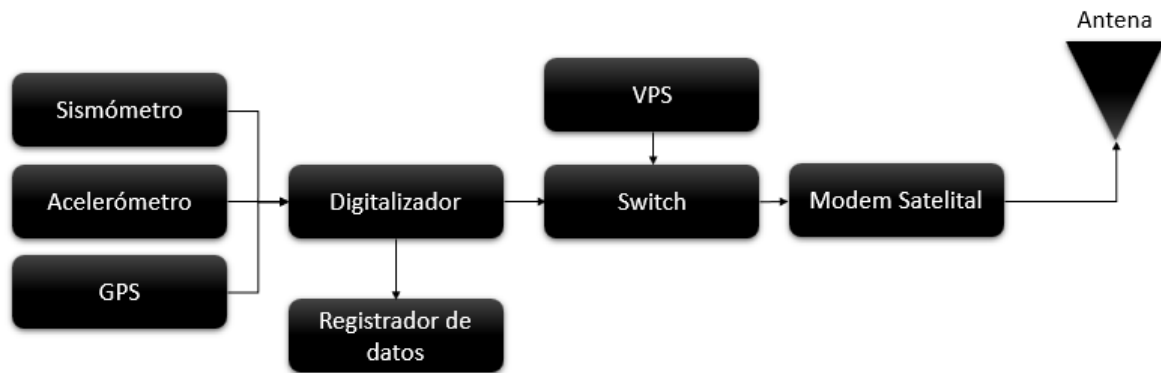 Antena
Sismómetro
VPS
Acelerómetro
Digitalizador
Switch
Modem Satelital
GPS
Registrador de
datos